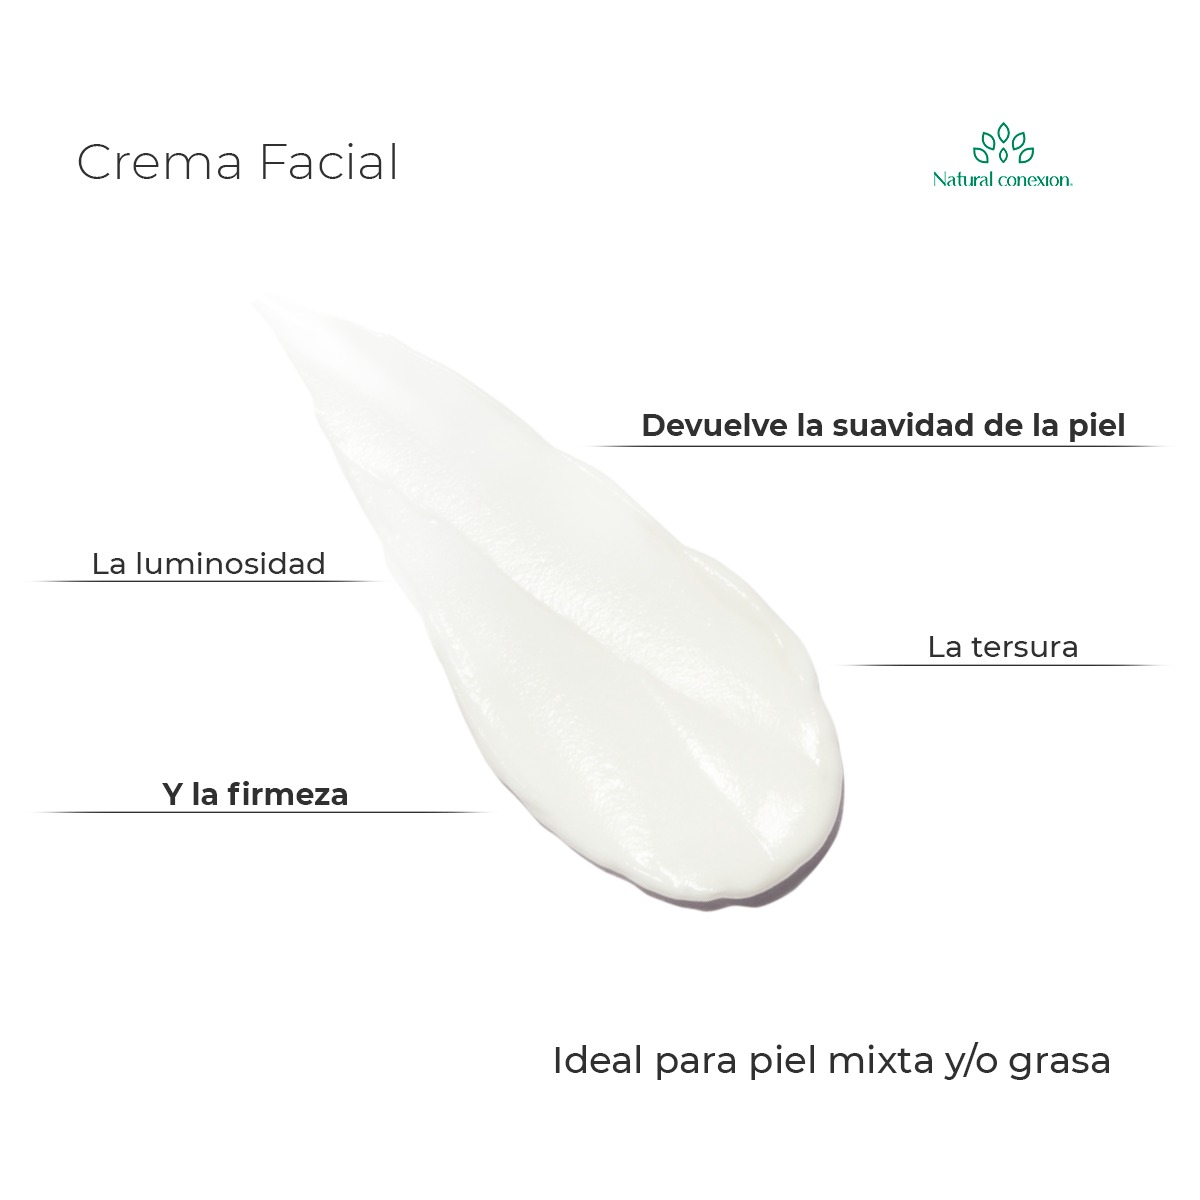 Crema Facial
Natural conexion
Devuelve la suavidad de la piel
La luminosidad
La tersura
Y la firmeza
Ideal para piel mixta y/o grasa